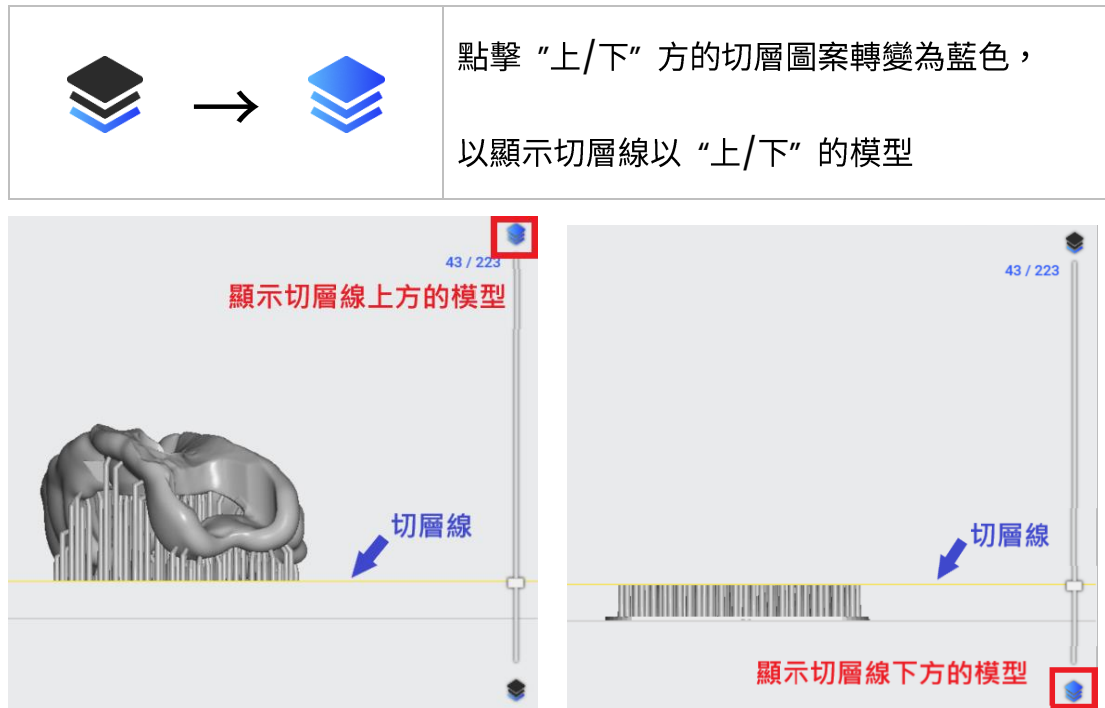 點擊 ”上/下” 方的切層圖案轉變為藍色，
以顯示切層線以 “上/下” 的模型
43 / 223
顯示切層線上方的模型
切層線
43 / 223
切層線
顯示切層線下方的模型